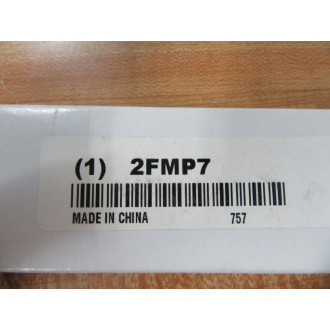 (1) 2FMP7
MADE IN CHINA 757